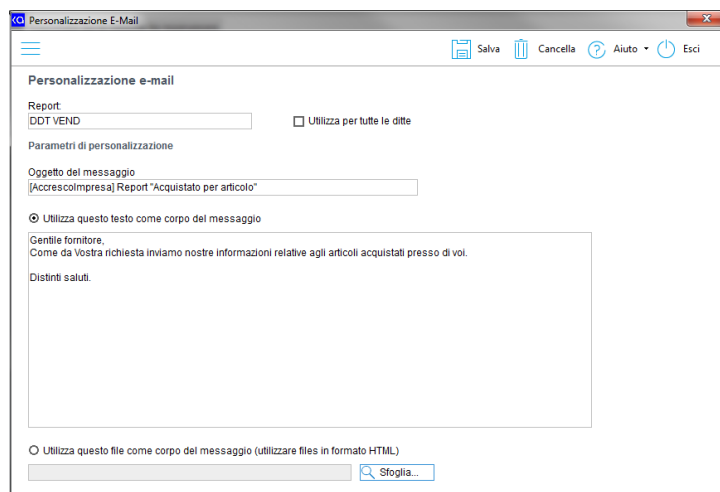 Personalizzazione E-Mail
Salva
Cancella
Aiuto
Esci
Personalizzazione e-mail
Report:
DDT VEND
Utilizza per tutte le ditte
Parametri di personalizzazione
Oggetto del messaggio
[AccrescoImpresa] Report "Acquistato per articolo"
Utilizza questo testo come corpo del messaggio
Gentile fornitore,
Come da Vostra richiesta inviamo nostre informazioni relative agli articoli acquistati presso di voi.
Distinti saluti.
Utilizza questo file come corpo del messaggio (utilizzare files in formato HTML)
Sfoglia...